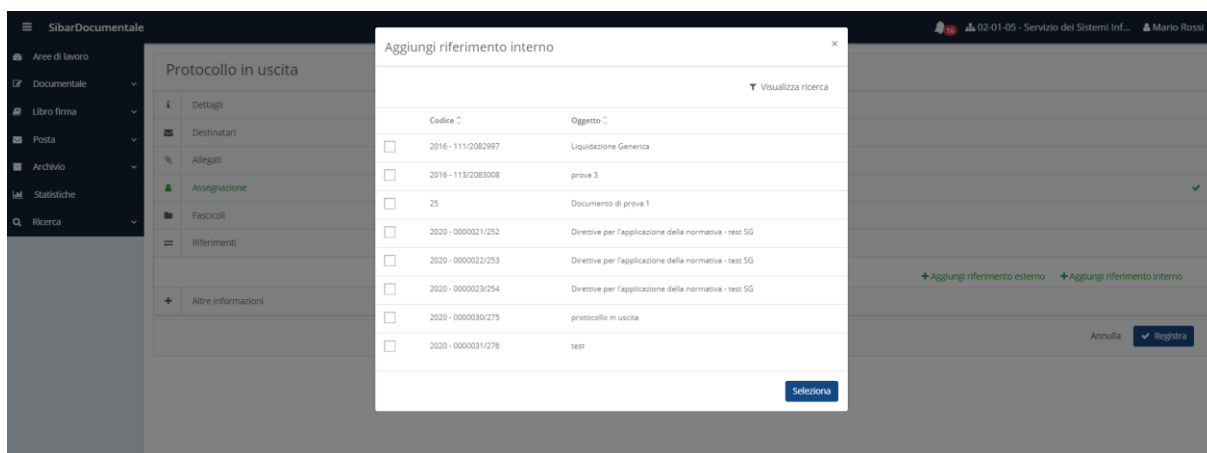 SibarDocumentale
16
02-01-05 - Servizio dei Sistemi Inf...
Mario Rossi
Aree di lavoro
Documentale
Libro firma
Posta
Archivio
Statistiche
Ricerca
Protocollo in uscita
Dettagli
Destinatari
Allegati
Assegnazione
Fascicoli
Riferimenti
+ Aggiungi riferimento esterno + Aggiungi riferimento interno
+ Altre informazioni
Annulla Registra
Aggiungi riferimento interno ×
Visualizza ricerca
Codice Oggetto
2016 - 111/2082997 Liquidazione Generica
2016 - 113/2083008 prova 3
25 Documento di prova 1
2020 - 0000021/252 Direttive per l'applicazione della normativa - test SG
2020 - 0000022/253 Direttive per l'applicazione della normativa - test SG
2020 - 0000023/254 Direttive per l'applicazione della normativa - test SG
2020 - 0000030/275 protocollo in uscita
2020 - 0000031/276 test
Seleziona